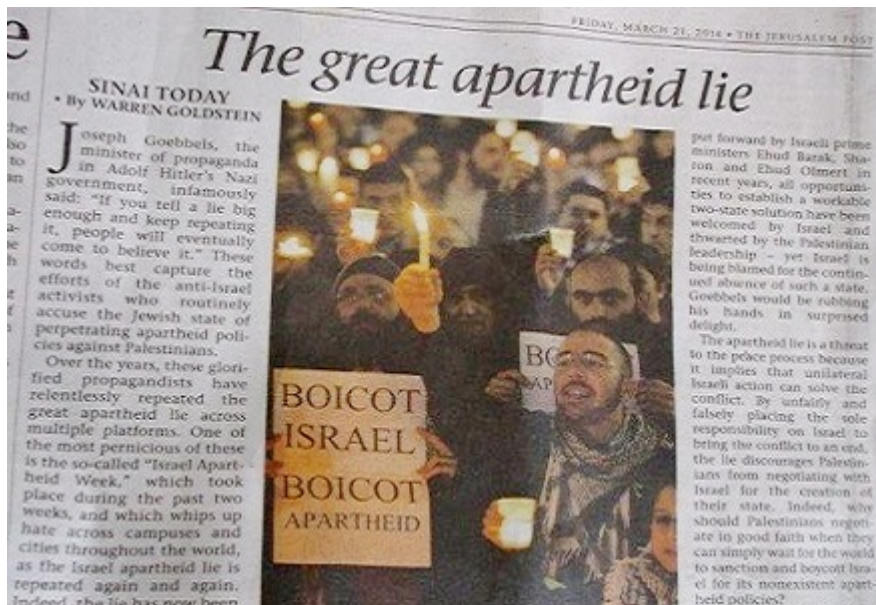 FRIDAY, MARCH 21, 2014 • THE JERUSALEM POST
The great apartheid lie
SINAI TODAY
• By WARREN GOLDSTEIN
Joseph Goebbels, the
minister of propaganda
in Adolf Hitler's Nazi
government, infamously
said: "If you tell a lie big
enough and keep repeating
it, people will eventually
come to believe it." These
words best capture the
efforts of the anti-Israel
activists who routinely
accuse the Jewish state of
perpetrating apartheid poli-
cies against Palestinians.
Over the years, these glori-
fied propagandists have
relentlessly repeated the
great apartheid lie across
multiple platforms. One of
the most pernicious of these
is the so-called "Israel Apart-
heid Week," which took
place during the past two
weeks, and which whips up
hate across campuses and
cities throughout the world,
as the Israel apartheid lie is
repeated again and again.
Indeed, the lie has now been
BOICOT
ISRAEL
BOICOT
APARTHEID
BO
AP
put forward by Israeli prime
ministers Ehud Barak, Sha-
ron and Ehud Olmert in
recent years, all opportuni-
ties to establish a workable
two-state solution have been
welcomed by Israel and
thwarted by the Palestinian
leadership – yet Israel is
being blamed for the contin-
ued absence of such a state.
Goebbels would be rubbing
his hands in surprised
delight.
The apartheid lie is a threat
to the peace process because
it implies that unilateral
Israeli action can solve the
conflict. By unfairly and
falsely placing the sole
responsibility on Israel to
bring the conflict to an end,
the lie discourages Palestin-
ians from negotiating with
Israel for the creation of
their state. Indeed, why
should Palestinians negoti-
ate in good faith when they
can simply wait for the world
to sanction and boycott Isra-
el for its nonexistent apart-
heid policies?